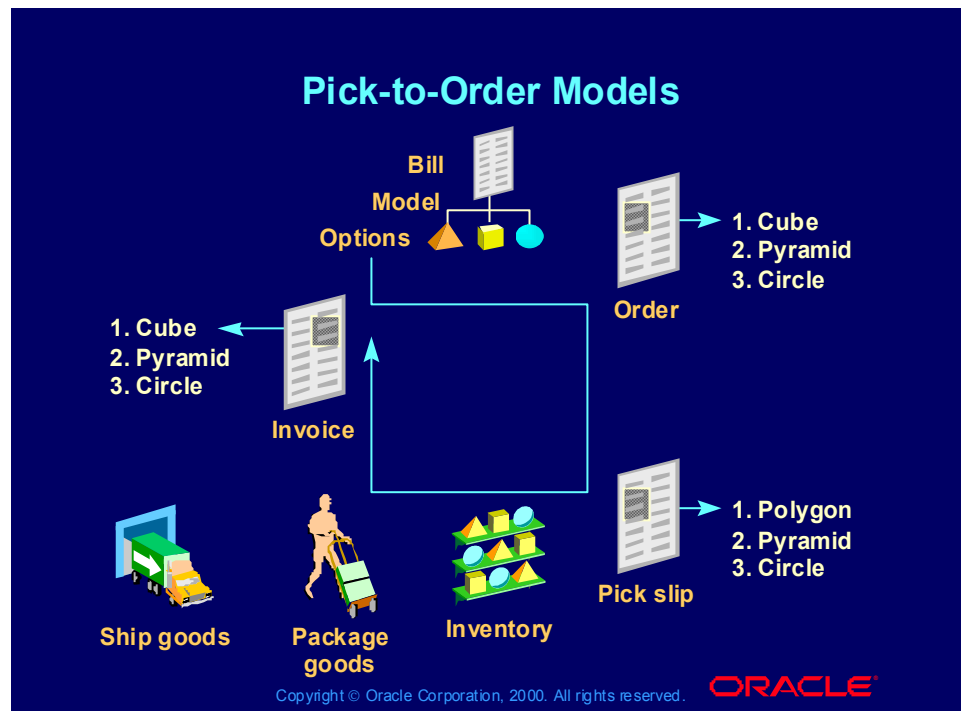 Pick-to-Order Models
Bill
Model
Options
1. Cube
2. Pyramid
3. Circle
Order
1. Cube
2. Pyramid
3. Circle
Invoice
1. Polygon
2. Pyramid
3. Circle
Pick slip
Ship goods
Package
goods
Inventory
Copyright © Oracle Corporation, 2000. All rights reserved.
ORACLE